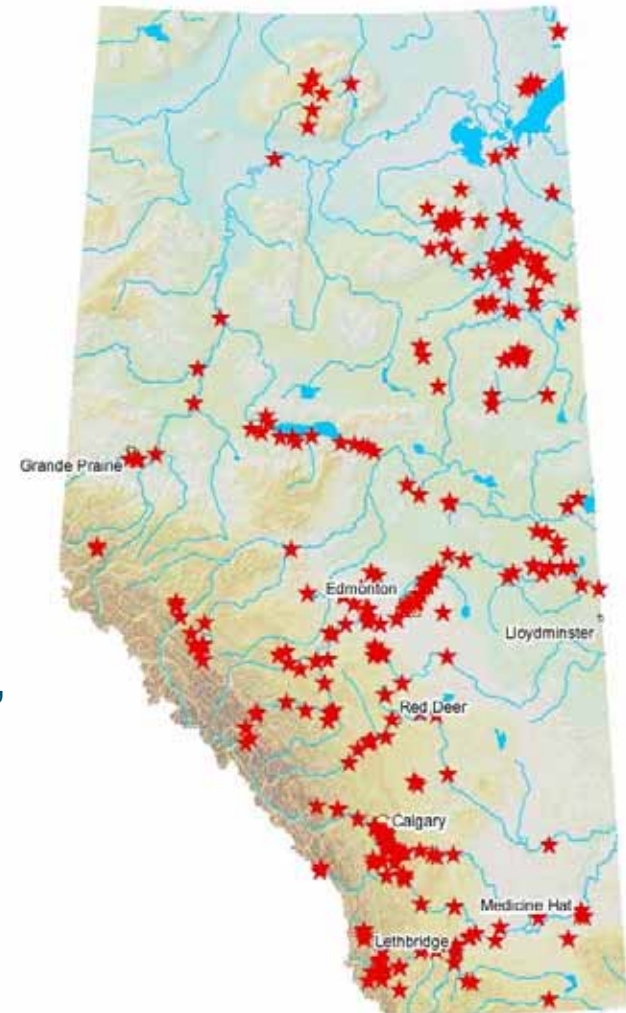 Grande Prairie
Edmonton
Lloydminster
Red Deer
Calgary
Medicine Hat
Lethbridge